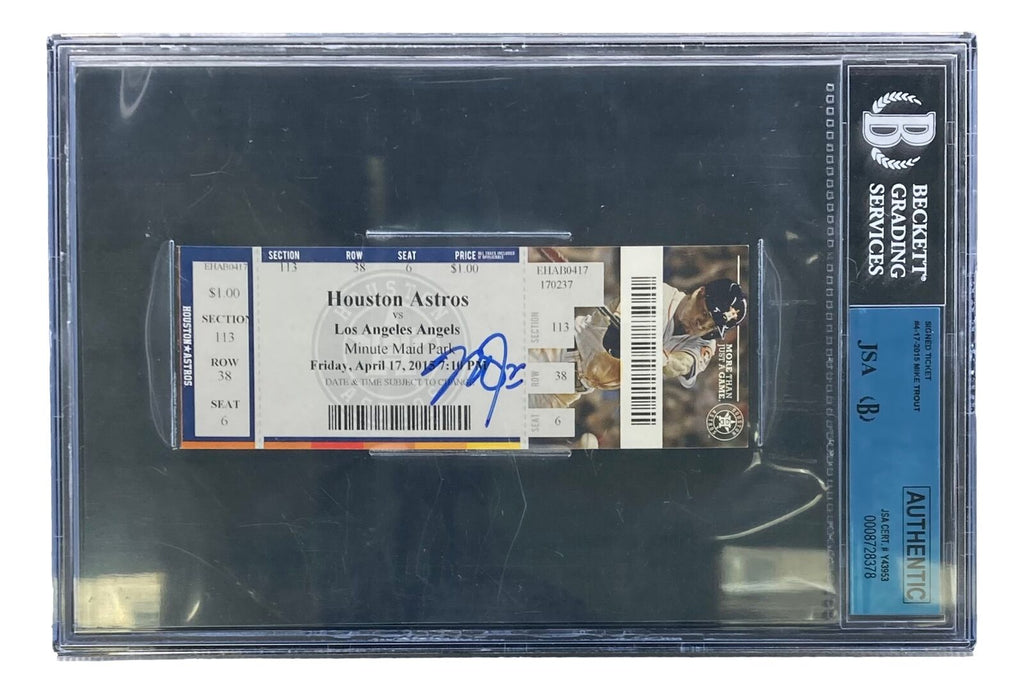 SECTION ROW SEAT PRICE
113 38 6 $1.00
EHAB0417
$1.00
SECTION
113
ROW
38
SEAT
6
HOUSTON★ASTROS
Houston Astros
vs
Los Angeles Angels
Minute Maid Park
Friday, April 17, 2015 7:10 PM
DATE & TIME SUBJECT TO CHANGE
EHAB0417
170237
SECTION 113
ROW 38
SEAT 6
MORE THAN
JUST A GAME.
B
BECKETT
GRADING
SERVICES
SIGNED TICKET
#4-17-2015 MIKE TROUT
JSA (B)
AUTHENTIC
JSA CERT. # Y43953
0008728378